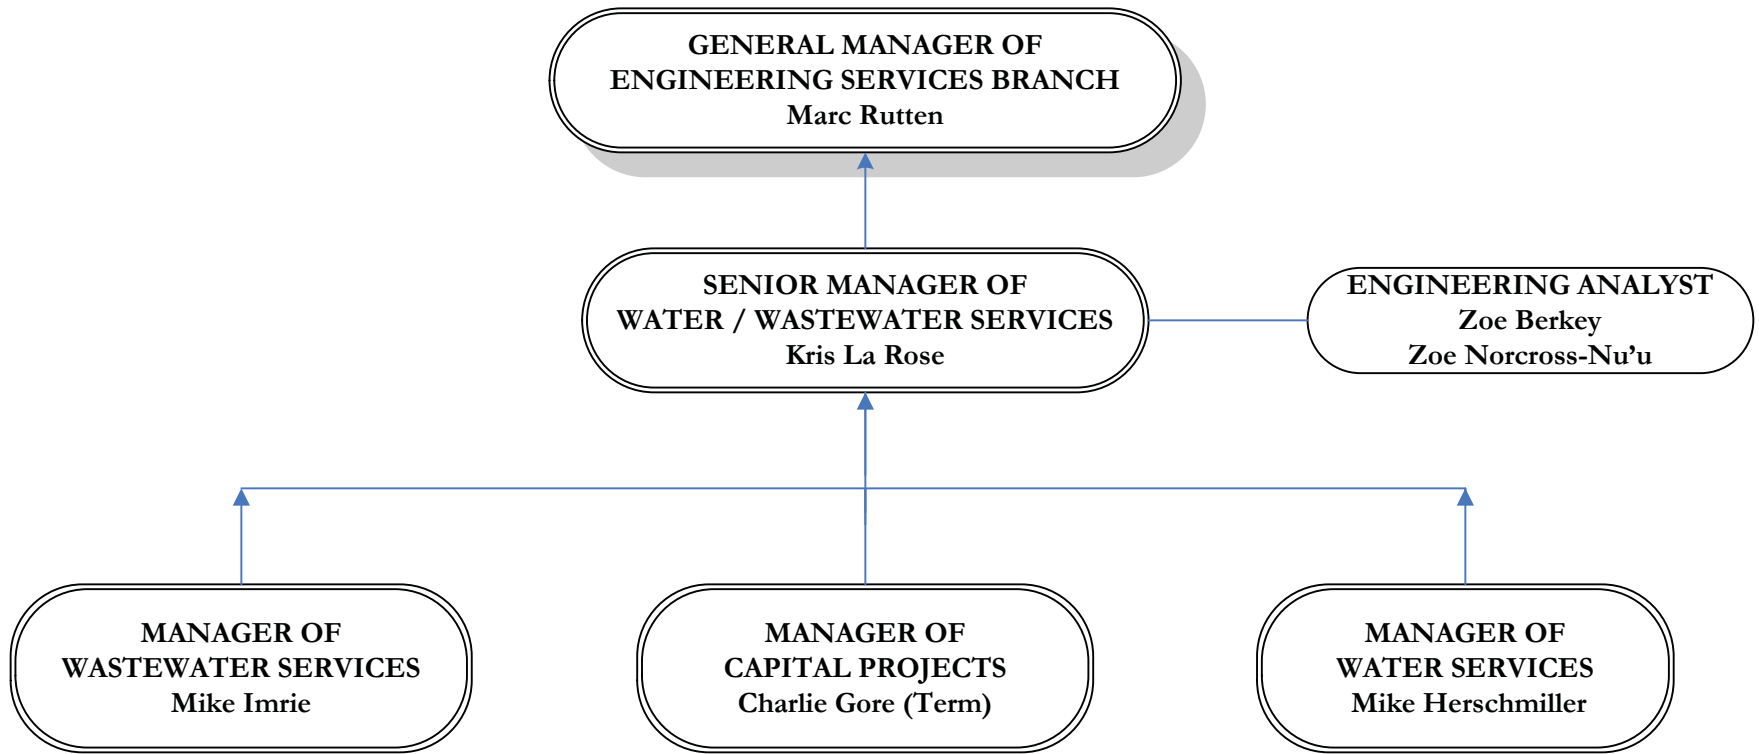 GENERAL MANAGER OF
ENGINEERING SERVICES BRANCH
Marc Rutten
SENIOR MANAGER OF
WATER / WASTEWATER SERVICES
Kris La Rose
ENGINEERING ANALYST
Zoe Berkey
Zoe Norcross-Nu’u
MANAGER OF
WASTEWATER SERVICES
Mike Imrie
MANAGER OF
CAPITAL PROJECTS
Charlie Gore (Term)
MANAGER OF
WATER SERVICES
Mike Herschmiller